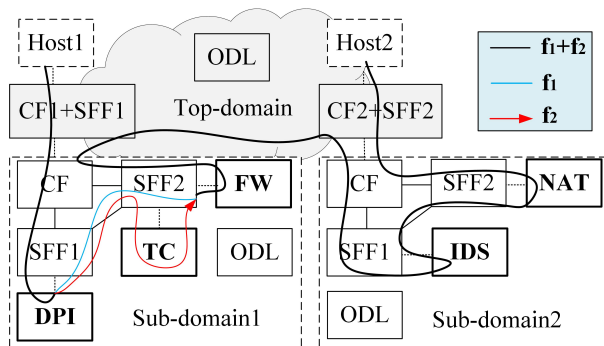 Host1
Host2
ODL
f1+f2
f1
f2
CF1+SFF1
Top-domain
CF2+SFF2
CF
SFF2
FW
CF
SFF2
NAT
SFF1
TC
ODL
SFF1
IDS
DPI
Sub-domain1
ODL
Sub-domain2